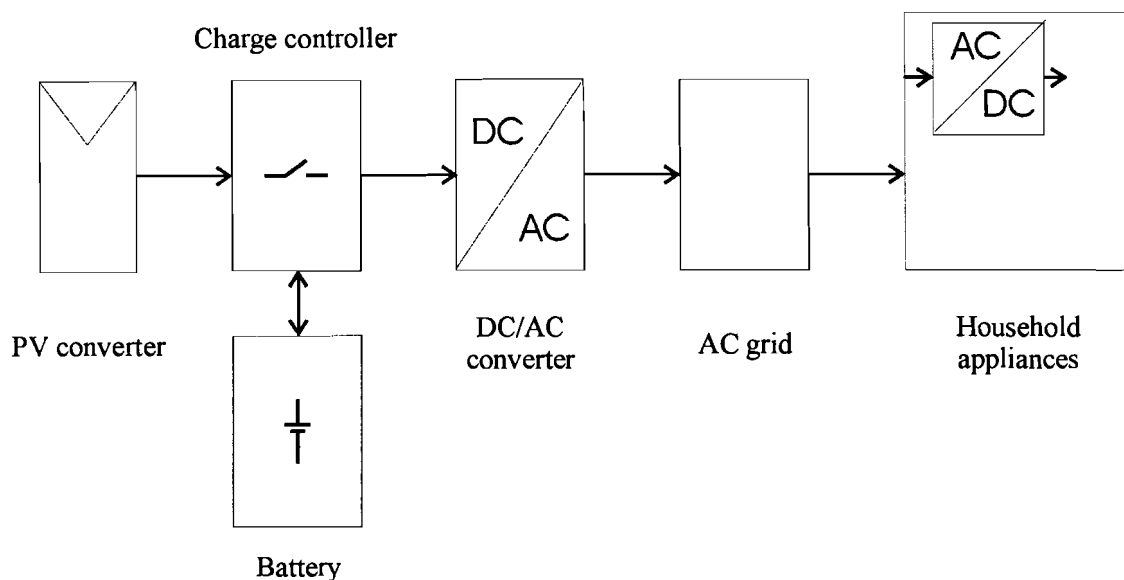 Charge controller
AC
DC
DC
AC
PV converter
DC/AC
converter
AC grid
Household
appliances
Battery